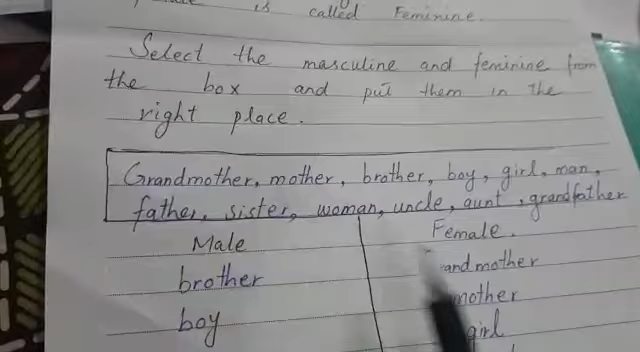 is called Feminine.
Select the masculine and feminine from
the box and put them in the
right place.
Grandmother, mother, brother, boy, girl, man,
father, sister, woman, uncle, aunt, grandfather
Male Female.
brother
mother
boy girl